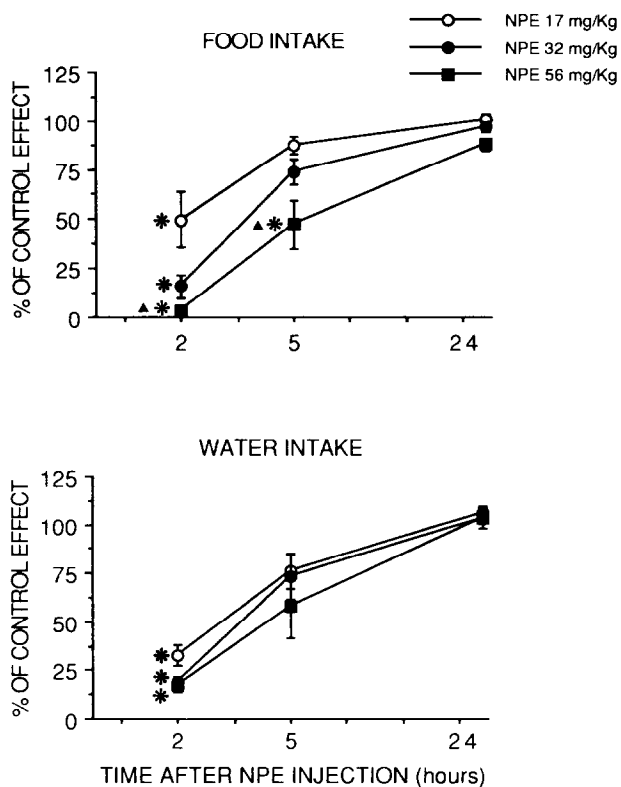 NPE 17 mg/Kg
NPE 32 mg/Kg
NPE 56 mg/Kg
FOOD INTAKE
% OF CONTROL EFFECT
125
100
75
50
25
0
2 5 24
WATER INTAKE
% OF CONTROL EFFECT
125
100
75
50
25
0
2 5 24
TIME AFTER NPE INJECTION (hours)